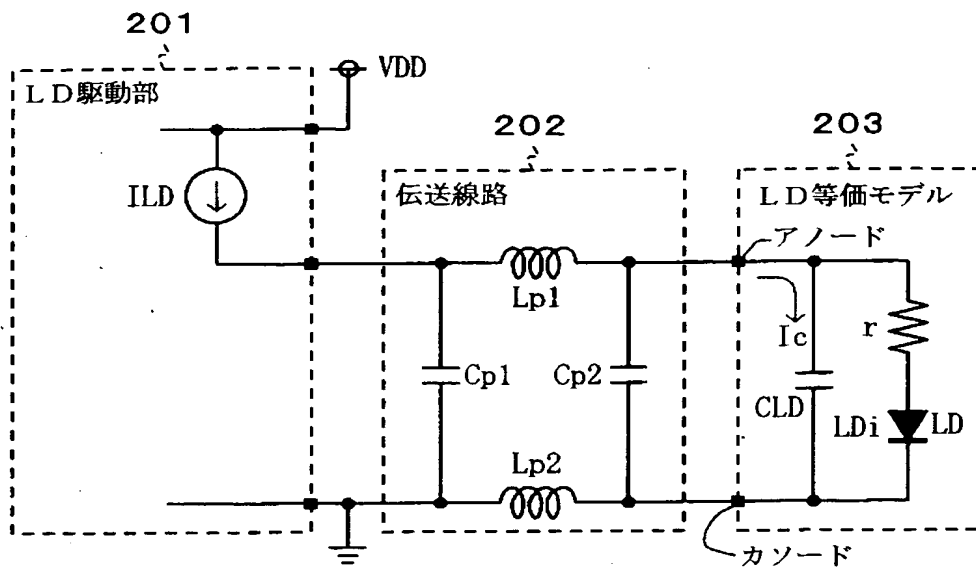 201
VDD
LD駆動部
ILD
202
伝送線路
Lp1
Cp1
Cp2
Lp2
203
LD等価モデル
アノード
Ic
r
CLD
LDi
LD
カソード